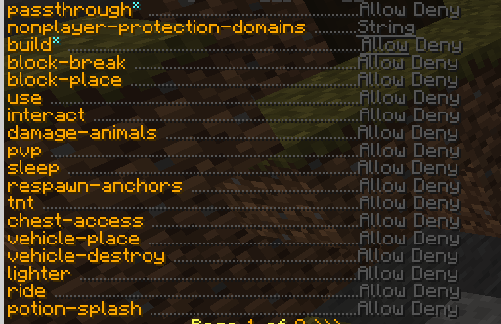 passthrough* Allow Deny
nonplayer-protection-domains String
build* Allow Deny
block-break Allow Deny
block-place Allow Deny
use Allow Deny
interact Allow Deny
damage-animals Allow Deny
pvp Allow Deny
sleep Allow Deny
respawn-anchors Allow Deny
tnt Allow Deny
chest-access Allow Deny
vehicle-place Allow Deny
vehicle-destroy Allow Deny
lighter Allow Deny
ride Allow Deny
potion-splash Allow Deny
Page 1 of >>>